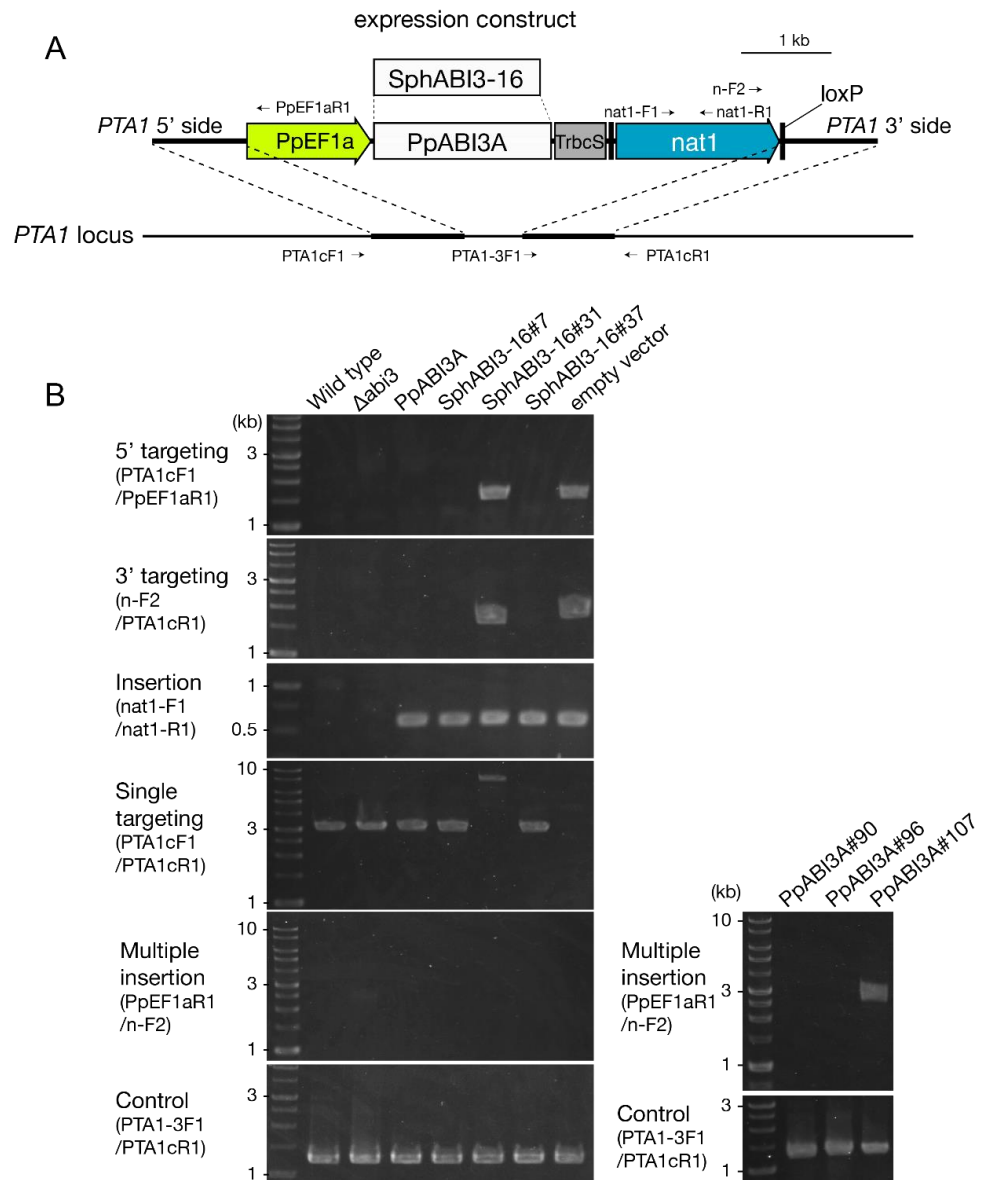 expression construct
A
1 kb
SphABI3-16
n-F2 →
loxP
← PpEF1aR1
nat1-F1 →
← nat1-R1
PTA1 5' side
PpEF1a
PpABI3A
TrbcS
nat1
PTA1 3' side
PTA1 locus
PTA1cF1 →
PTA1-3F1 →
← PTA1cR1
B
Wild type
Δabi3
PpABI3A
SphABI3-16#7
SphABI3-16#31
SphABI3-16#37
empty vector
(kb)
5' targeting
(PTA1cF1
/PpEF1aR1)
3
1
3' targeting
(n-F2
/PTA1cR1)
3
1
Insertion
(nat1-F1
/nat1-R1)
1
0.5
Single
targeting
(PTA1cF1
/PTA1cR1)
10
3
1
Multiple
insertion
(PpEF1aR1
/n-F2)
10
3
1
Control
(PTA1-3F1
/PTA1cR1)
3
1
PpABI3A#90
PpABI3A#96
PpABI3A#107
(kb)
Multiple
insertion
(PpEF1aR1
/n-F2)
10
3
1
Control
(PTA1-3F1
/PTA1cR1)
3
1